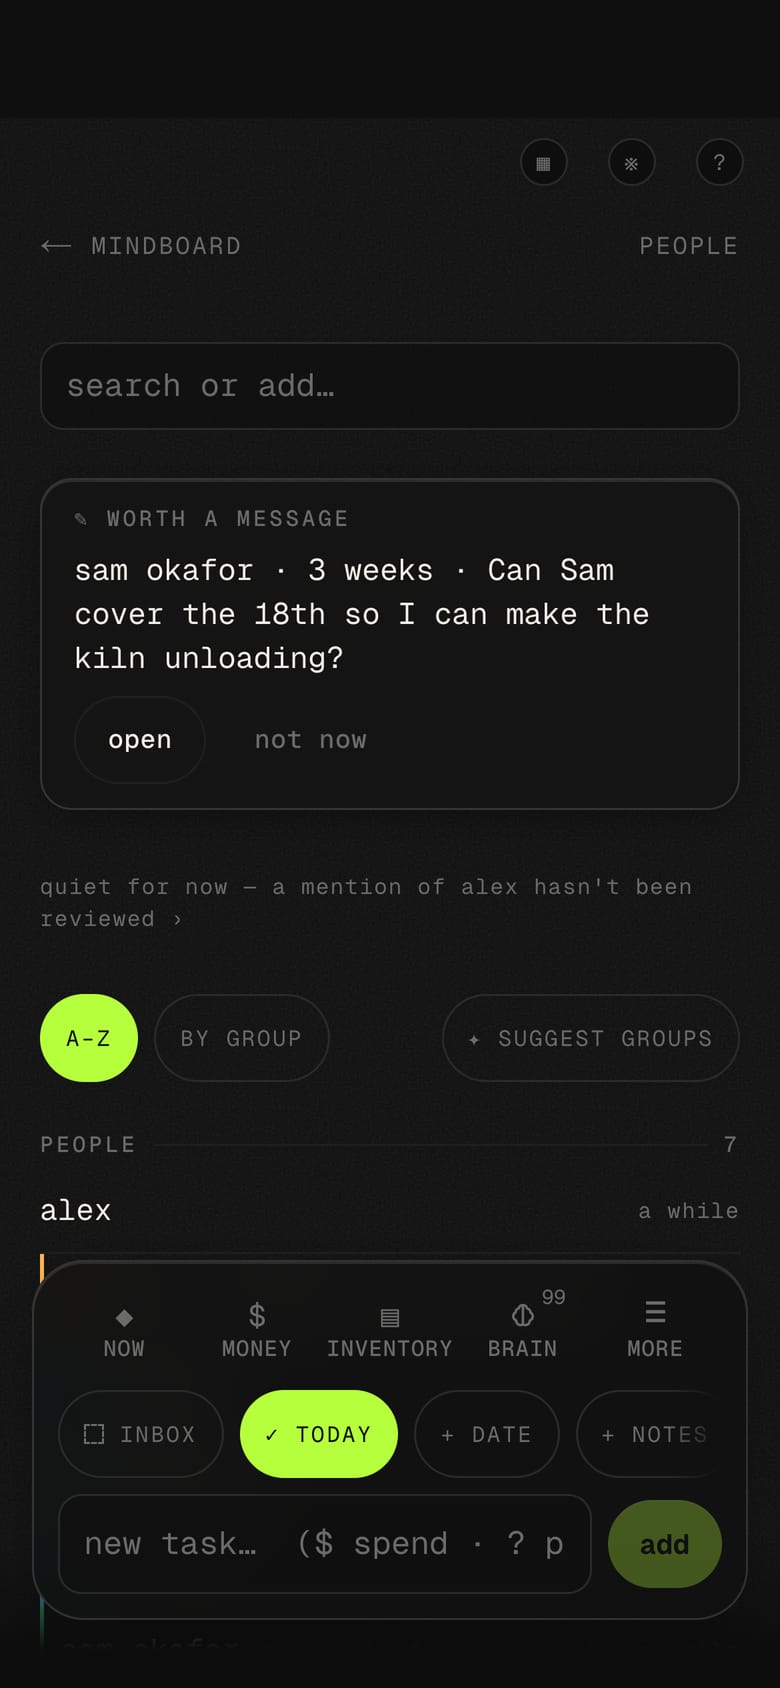 ?
← MINDBOARD
PEOPLE
search or add…
✎ WORTH A MESSAGE
sam okafor · 3 weeks · Can Sam
cover the 18th so I can make the
kiln unloading?
open
not now
quiet for now — a mention of alex hasn't been
reviewed ›
A-Z
BY GROUP
✦ SUGGEST GROUPS
PEOPLE
7
alex
a while
NOW
$
MONEY
INVENTORY
99
BRAIN
MORE
INBOX
✓ TODAY
+ DATE
+ NOTES
new task… ($ spend · ? p
add
sam okafor